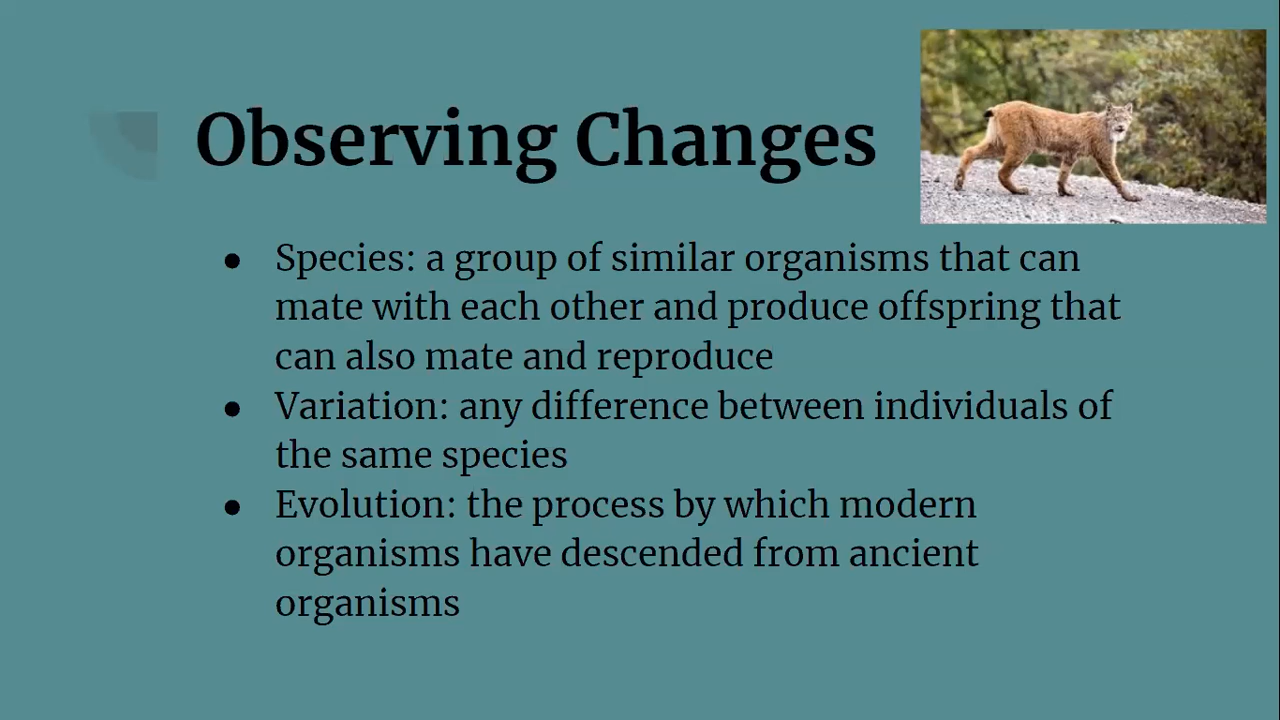 Observing Changes
● Species: a group of similar organisms that can
mate with each other and produce offspring that
can also mate and reproduce
● Variation: any difference between individuals of
the same species
● Evolution: the process by which modern
organisms have descended from ancient
organisms